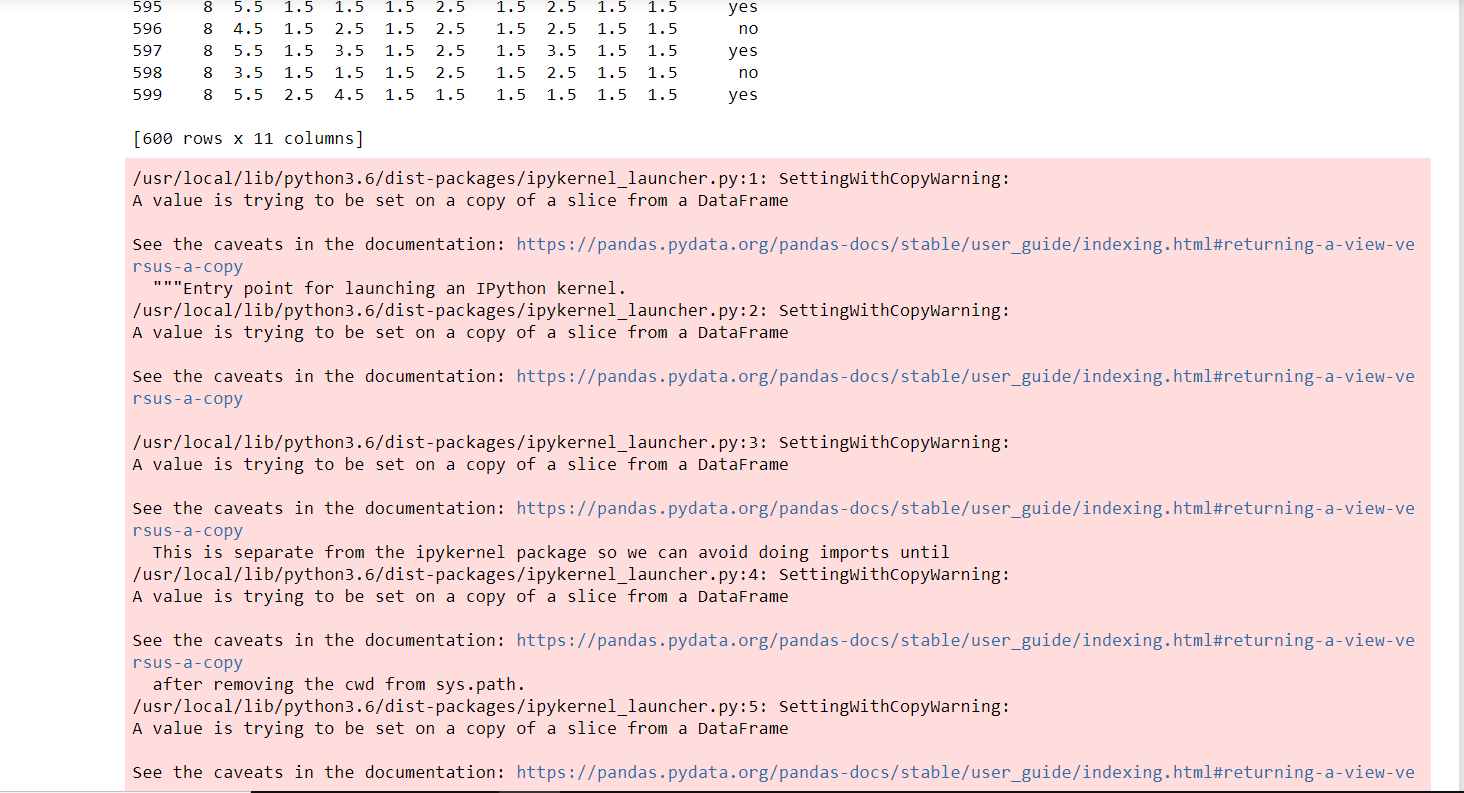 595    8  5.5  1.5  1.5  1.5  2.5   1.5  2.5  1.5  1.5     yes
596    8  4.5  1.5  2.5  1.5  2.5   1.5  2.5  1.5  1.5      no
597    8  5.5  1.5  3.5  1.5  2.5   1.5  3.5  1.5  1.5     yes
598    8  3.5  1.5  1.5  1.5  2.5   1.5  2.5  1.5  1.5      no
599    8  5.5  2.5  4.5  1.5  1.5   1.5  1.5  1.5  1.5     yes
[600 rows x 11 columns]
/usr/local/lib/python3.6/dist-packages/ipykernel_launcher.py:1: SettingWithCopyWarning:
A value is trying to be set on a copy of a slice from a DataFrame
See the caveats in the documentation: https://pandas.pydata.org/pandas-docs/stable/user_guide/indexing.html#returning-a-view-ve
rsus-a-copy
"""Entry point for launching an IPython kernel.
/usr/local/lib/python3.6/dist-packages/ipykernel_launcher.py:2: SettingWithCopyWarning:
A value is trying to be set on a copy of a slice from a DataFrame
See the caveats in the documentation: https://pandas.pydata.org/pandas-docs/stable/user_guide/indexing.html#returning-a-view-ve
rsus-a-copy
/usr/local/lib/python3.6/dist-packages/ipykernel_launcher.py:3: SettingWithCopyWarning:
A value is trying to be set on a copy of a slice from a DataFrame
See the caveats in the documentation: https://pandas.pydata.org/pandas-docs/stable/user_guide/indexing.html#returning-a-view-ve
rsus-a-copy
This is separate from the ipykernel package so we can avoid doing imports until
/usr/local/lib/python3.6/dist-packages/ipykernel_launcher.py:4: SettingWithCopyWarning:
A value is trying to be set on a copy of a slice from a DataFrame
See the caveats in the documentation: https://pandas.pydata.org/pandas-docs/stable/user_guide/indexing.html#returning-a-view-ve
rsus-a-copy
after removing the cwd from sys.path.
/usr/local/lib/python3.6/dist-packages/ipykernel_launcher.py:5: SettingWithCopyWarning:
A value is trying to be set on a copy of a slice from a DataFrame
See the caveats in the documentation: https://pandas.pydata.org/pandas-docs/stable/user_guide/indexing.html#returning-a-view-ve